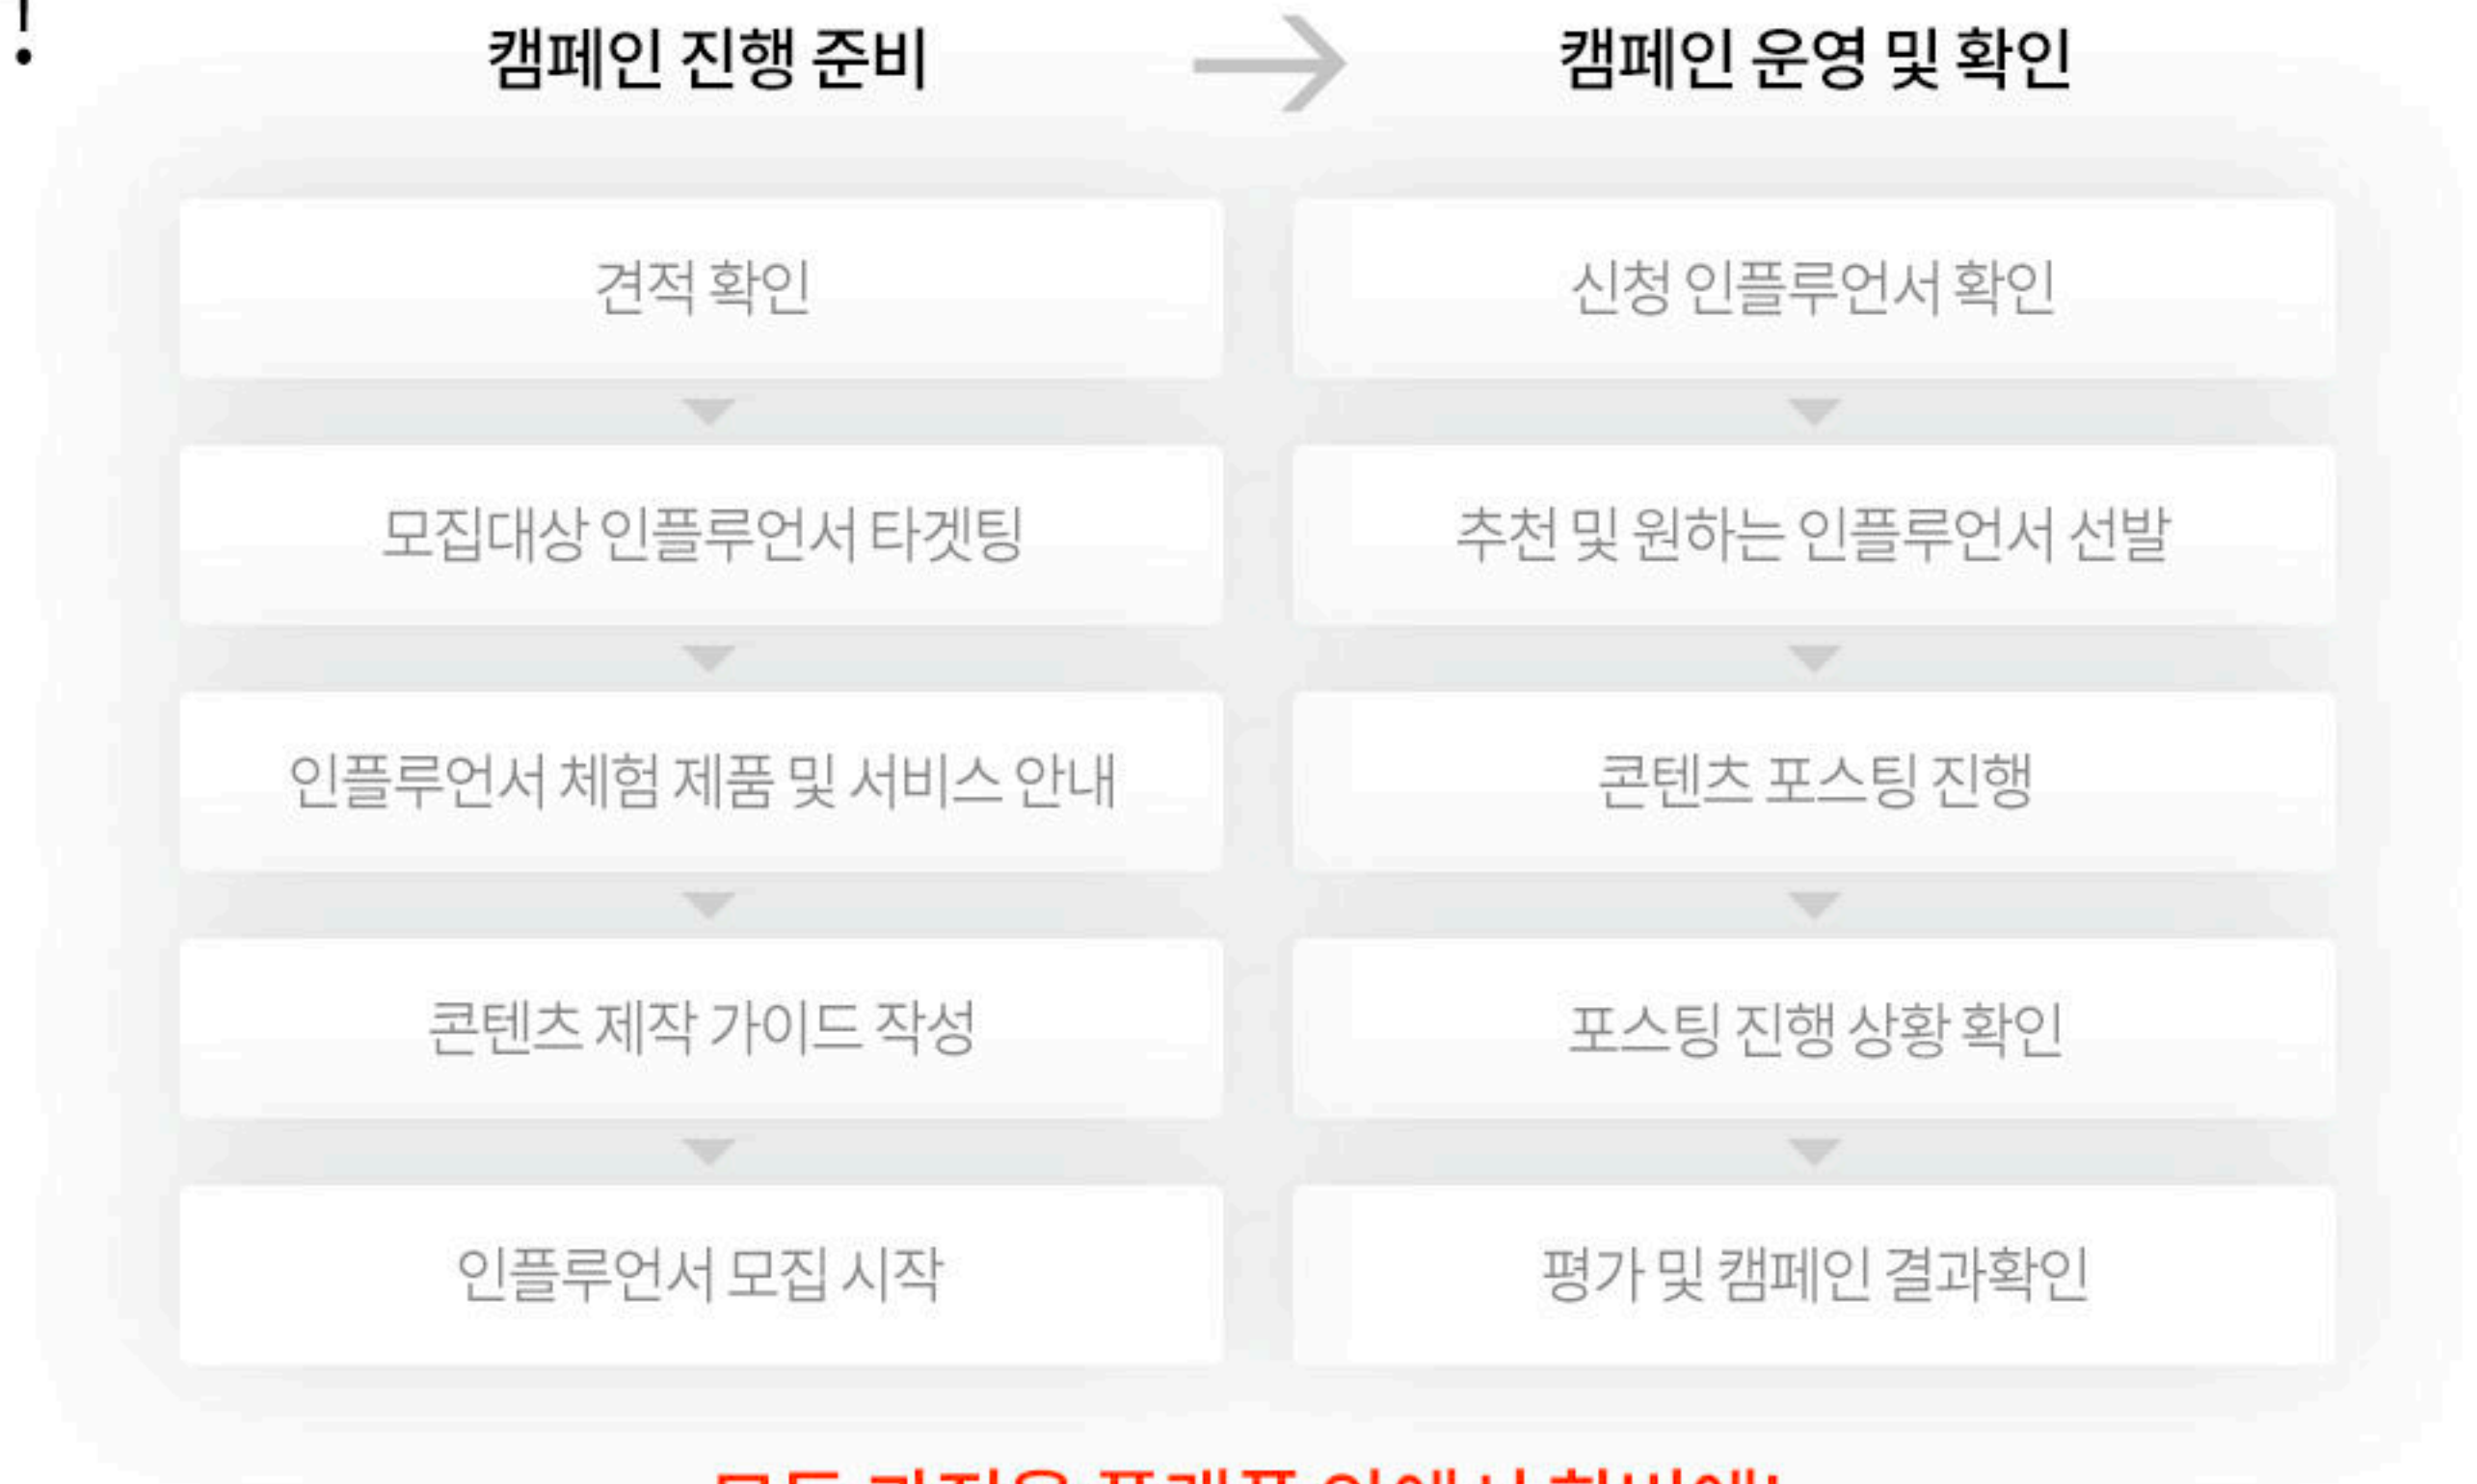 !
캠페인 진행 준비 → 캠페인 운영 및 확인
견적 확인
모집대상 인플루언서 타겟팅
인플루언서 체험 제품 및 서비스 안내
콘텐츠 제작 가이드 작성
인플루언서 모집 시작
신청 인플루언서 확인
추천 및 원하는 인플루언서 선발
콘텐츠 포스팅 진행
포스팅 진행 상황 확인
평가 및 캠페인 결과확인